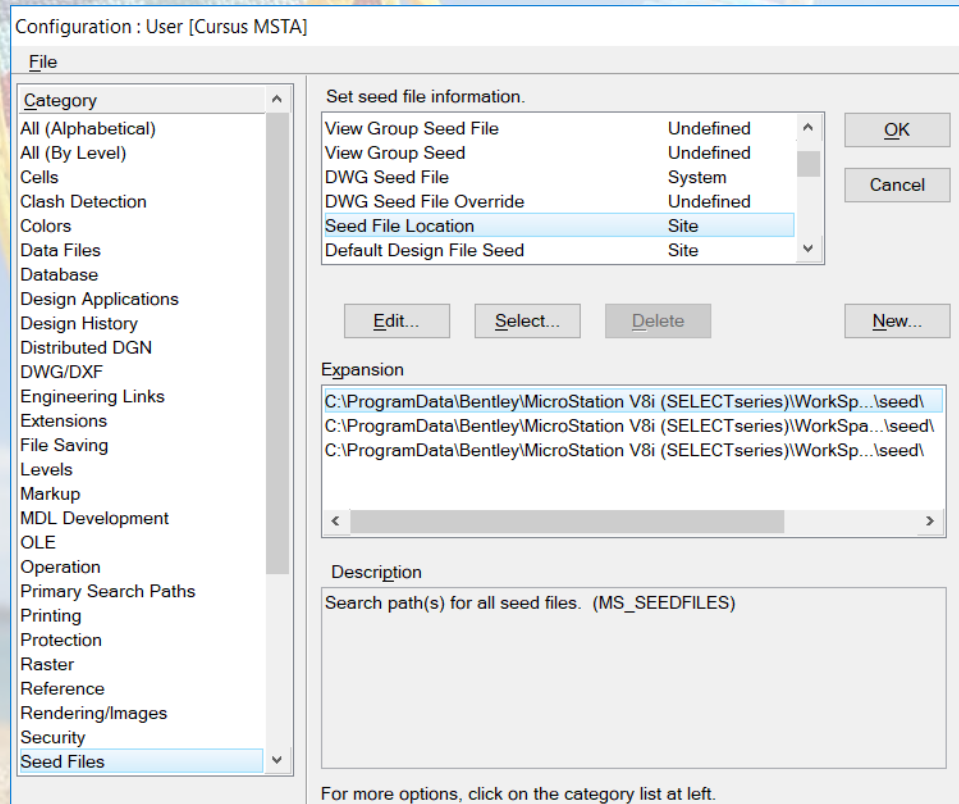 Configuration : User [Cursus MSTA]
File
Category
All (Alphabetical)
All (By Level)
Cells
Clash Detection
Colors
Data Files
Database
Design Applications
Design History
Distributed DGN
DWG/DXF
Engineering Links
Extensions
File Saving
Levels
Markup
MDL Development
OLE
Operation
Primary Search Paths
Printing
Protection
Raster
Reference
Rendering/Images
Security
Seed Files
Set seed file information.
View Group Seed File Undefined
View Group Seed Undefined
DWG Seed File System
DWG Seed File Override Undefined
Seed File Location Site
Default Design File Seed Site
OK
Cancel
Edit... Select... Delete New...
Expansion
C:\ProgramData\Bentley\MicroStation V8i (SELECTseries)\WorkSp...\seed\
C:\ProgramData\Bentley\MicroStation V8i (SELECTseries)\WorkSpa...\seed\
C:\ProgramData\Bentley\MicroStation V8i (SELECTseries)\WorkSp...\seed\
Description
Search path(s) for all seed files. (MS_SEEDFILES)
For more options, click on the category list at left.